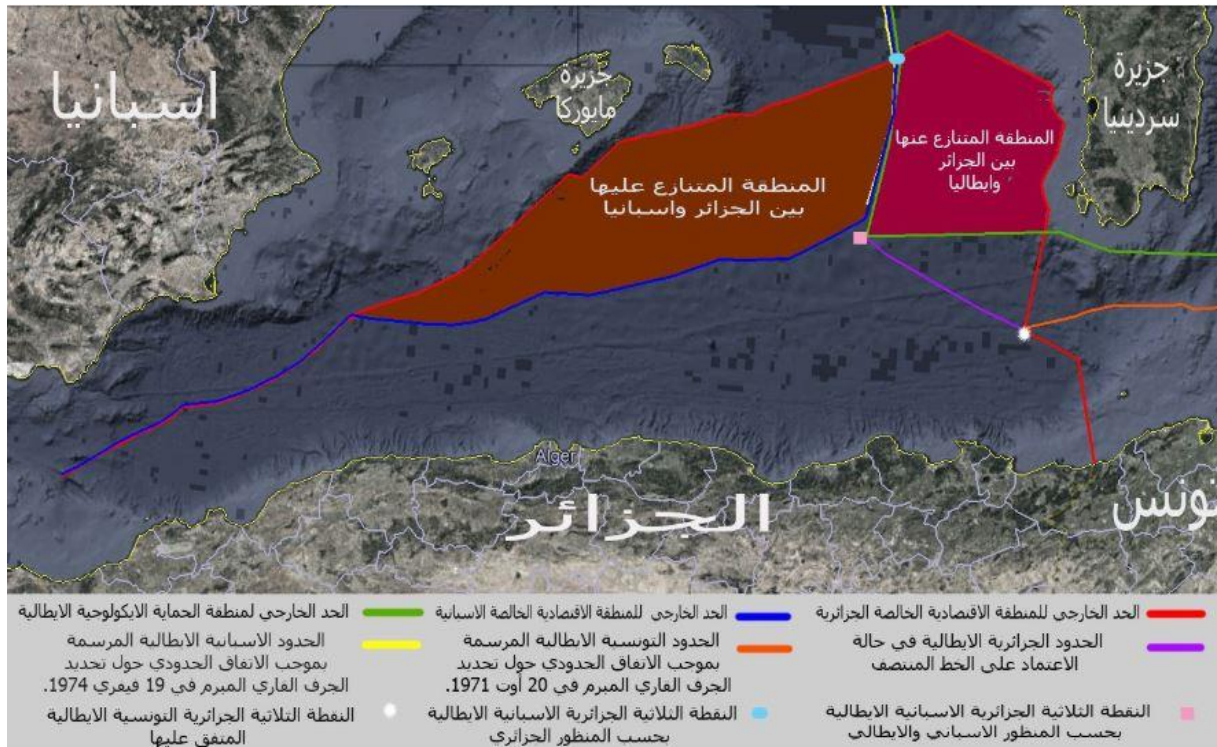 اسبانيا
جزيرة
مايوركا
جزيرة
سردينيا
المنطقة المتنازع عنها
بين الجزائر
وايطاليا
المنطقة المتنازع عليها
بين الجزائر واسبانيا
Alger
الجزائر
تونس
الحد الخارجي للمنطقة الاقتصادية الخالصة الجزائرية
الحد الخارجي للمنطقة الاقتصادية الخالصة الاسبانية
الحد الخارجي لمنطقة الحماية الايكولوجية الايطالية
الحدود الجزائرية الايطالية في حالة
الاعتماد على الخط المنتصف
الحدود التونسية الايطالية المرسمة
بموجب الاتفاق الحدودي حول تحديد
الجرف القاري المبرم في 20 أوت 1971.
الحدود الاسبانية الايطالية المرسمة
بموجب الاتفاق الحدودي حول تحديد
الجرف القاري المبرم في 19 فيفري 1974.
النقطة الثلاثية الجزائرية الاسبانية الايطالية
بحسب المنظور الاسباني والايطالي
النقطة الثلاثية الجزائرية الاسبانية الايطالية
بحسب المنظور الجزائري
النقطة الثلاثية الجزائرية التونسية الايطالية
المتفق عليها